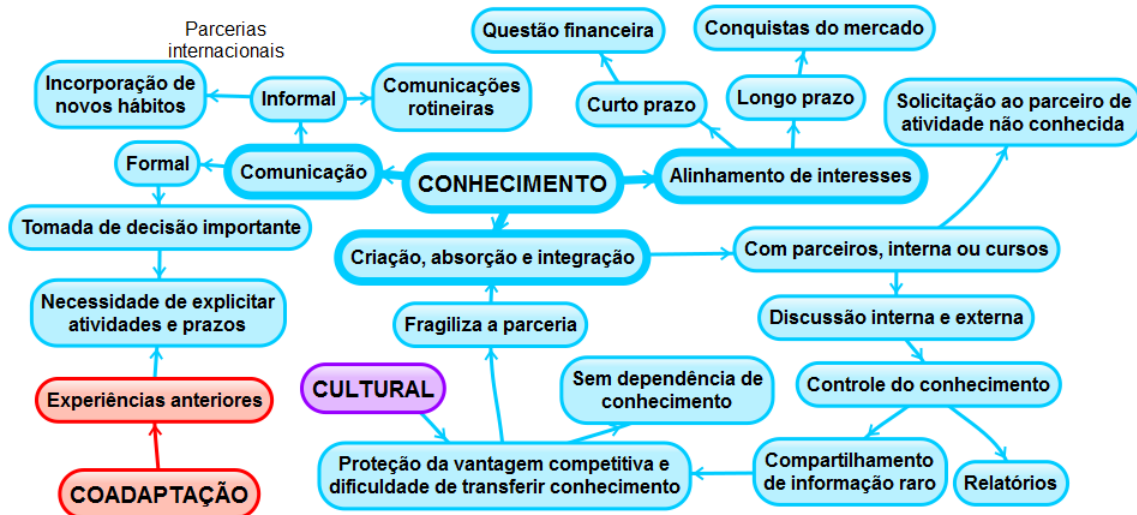 Parcerias
internacionais
Questão financeira
Conquistas do mercado
Incorporação de
novos hábitos
Informal
Comunicações
rotineiras
Curto prazo
Longo prazo
Solicitação ao parceiro de
atividade não conhecida
Formal
Comunicação
CONHECIMENTO
Alinhamento de interesses
Tomada de decisão importante
Criação, absorção e integração
Com parceiros, interna ou cursos
Necessidade de explicitar
atividades e prazos
Fragiliza a parceria
Discussão interna e externa
Experiências anteriores
CULTURAL
Sem dependência de
conhecimento
Controle do conhecimento
COADAPTAÇÃO
Proteção da vantagem competitiva e
dificuldade de transferir conhecimento
Compartilhamento
de informação raro
Relatórios